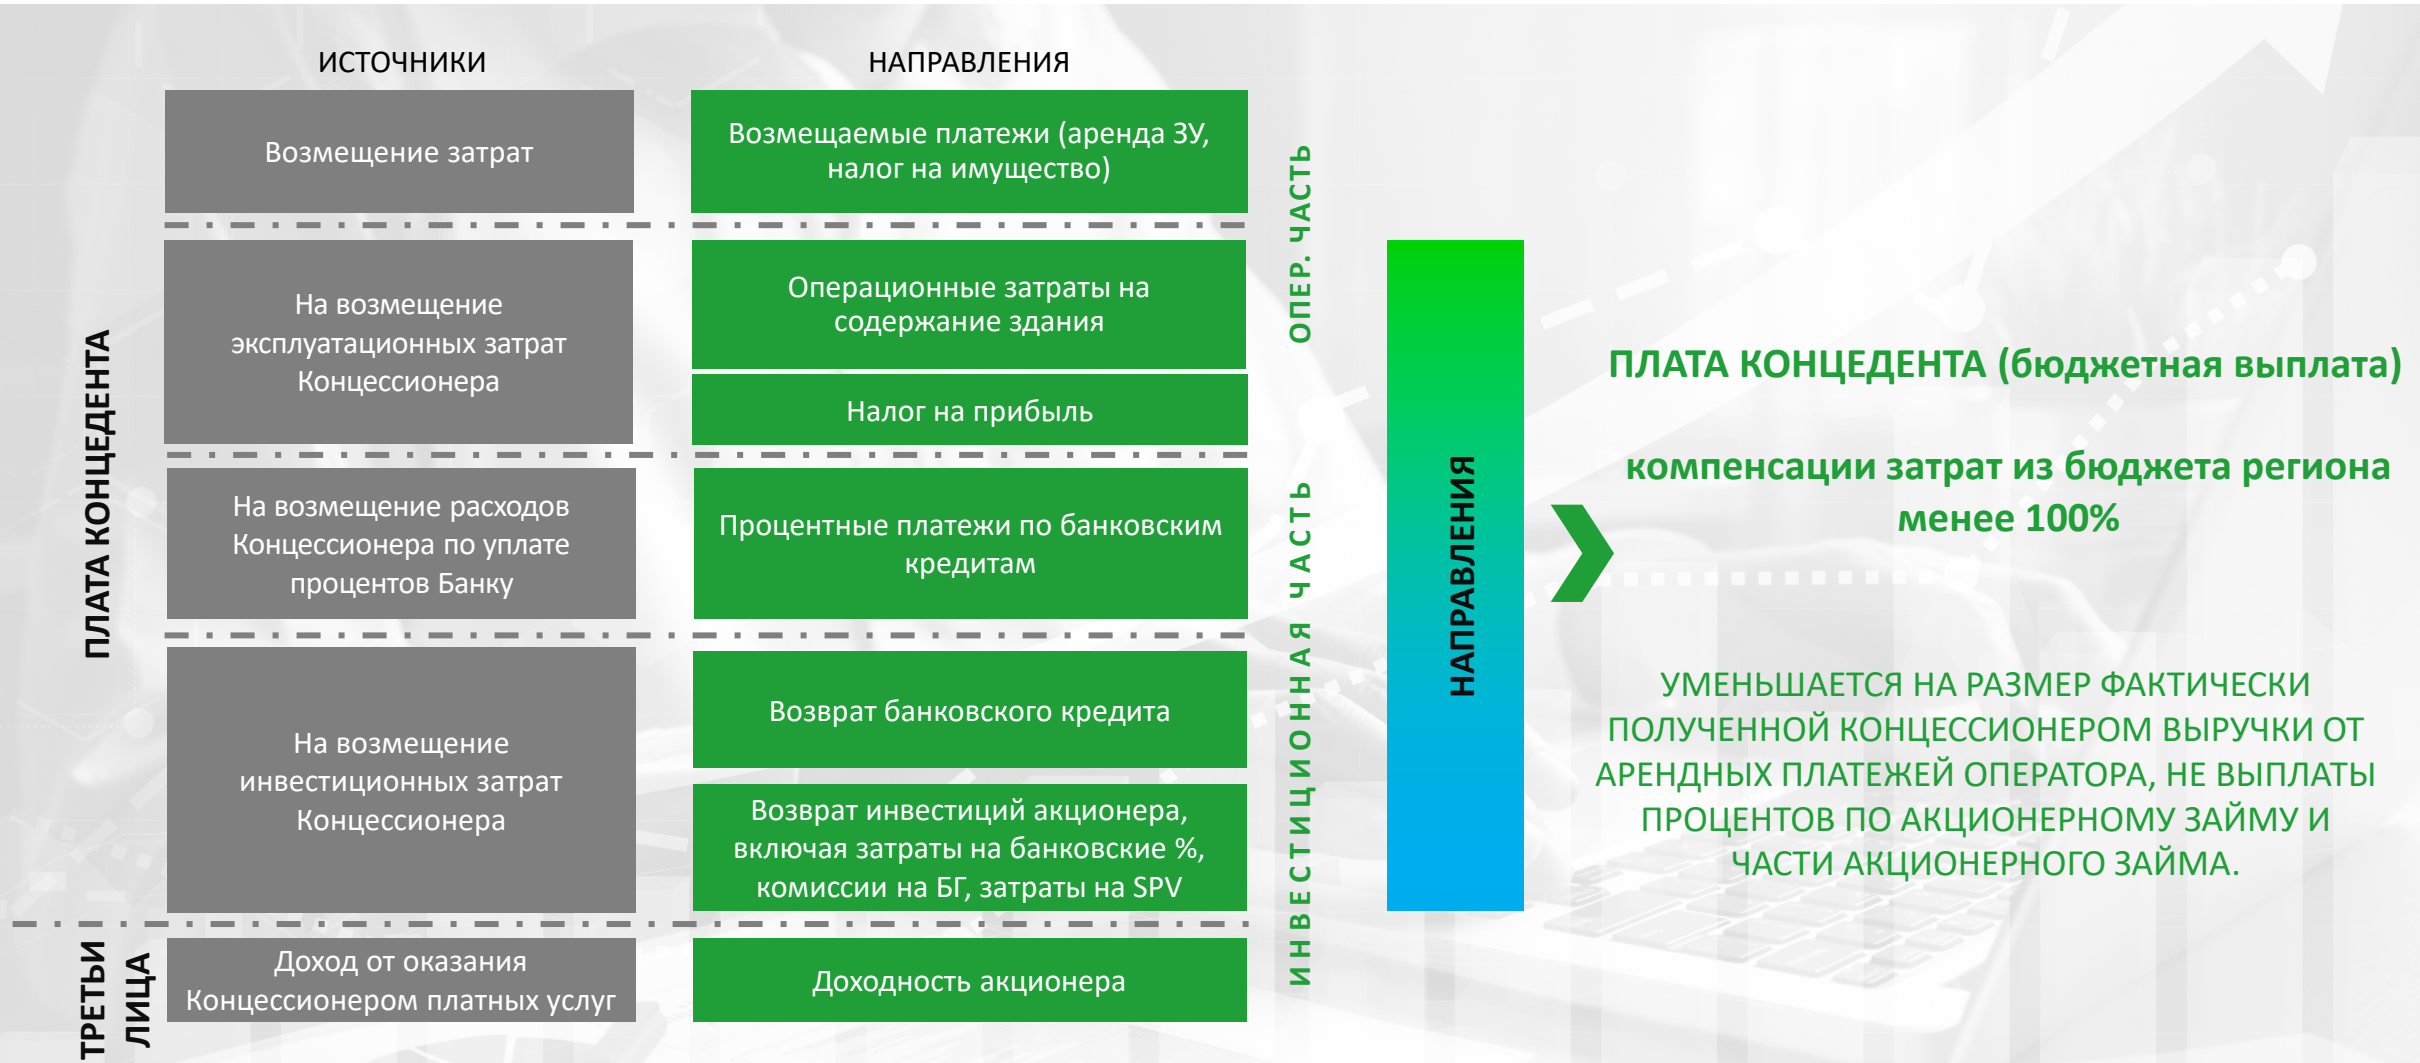 ИСТОЧНИКИ
НАПРАВЛЕНИЯ
ПЛАТА КОНЦЕДЕНТА
Возмещение затрат
Возмещаемые платежи (аренда ЗУ,
налог на имущество)
На возмещение
эксплуатационных затрат
Концессионера
Операционные затраты на
содержание здания
Налог на прибыль
ОПЕР. ЧАСТЬ
На возмещение расходов
Концессионера по уплате
процентов Банку
Процентные платежи по банковским
кредитам
На возмещение
инвестиционных затрат
Концессионера
Возврат банковского кредита
Возврат инвестиций акционера,
включая затраты на банковские %,
комиссии на БГ, затраты на SPV
ТРЕТЬИ
ЛИЦА
Доход от оказания
Концессионером платных услуг
Доходность акционера
ИНВЕСТИЦИОННАЯ ЧАСТЬ
НАПРАВЛЕНИЯ
ПЛАТА КОНЦЕДЕНТА (бюджетная выплата)
компенсации затрат из бюджета региона
менее 100%
УМЕНЬШАЕТСЯ НА РАЗМЕР ФАКТИЧЕСКИ
ПОЛУЧЕННОЙ КОНЦЕССИОНЕРОМ ВЫРУЧКИ ОТ
АРЕНДНЫХ ПЛАТЕЖЕЙ ОПЕРАТОРА, НЕ ВЫПЛАТЫ
ПРОЦЕНТОВ ПО АКЦИОНЕРНОМУ ЗАЙМУ И
ЧАСТИ АКЦИОНЕРНОГО ЗАЙМА.